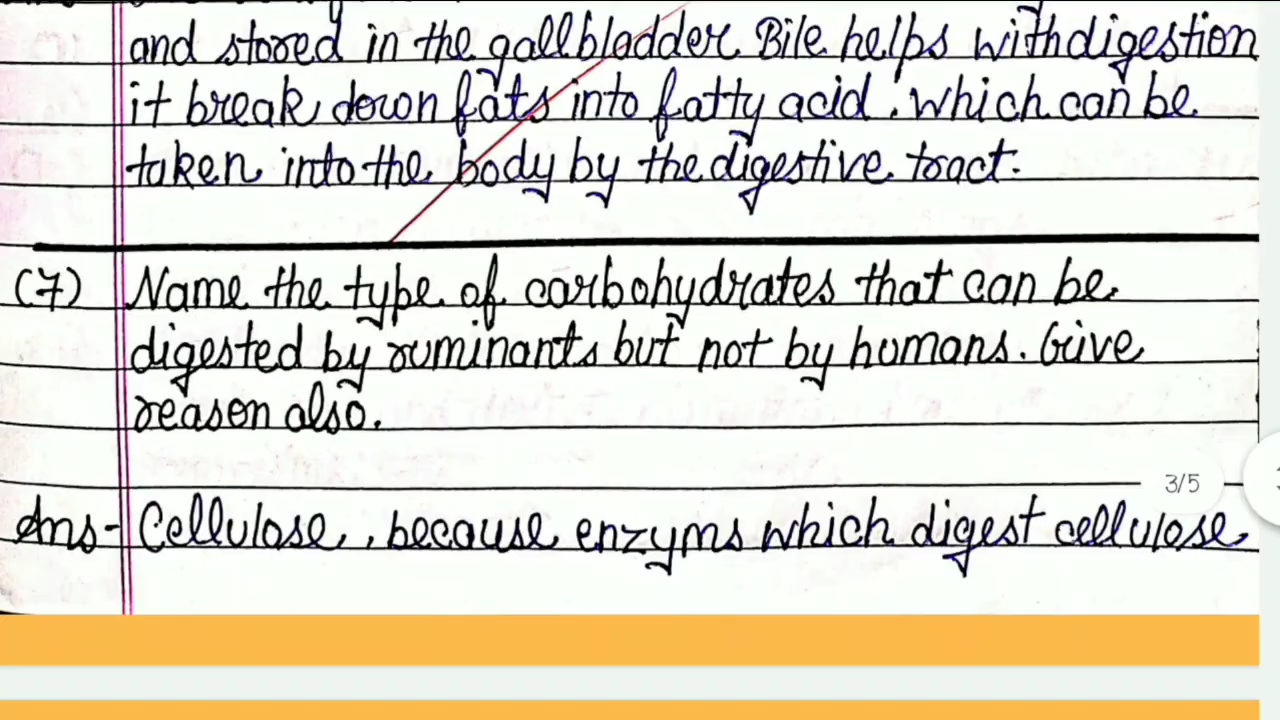 and stored in the gallbladder Bile helps with digestion
it break down fats into fatty acid. which can be
taken into the body by the digestive tract.
(7) Name the type of carbohydrates that can be
digested by ruminants but not by humans. Give
reason also.
3/5
Ans- Cellulose, because enzyms which digest cellulose